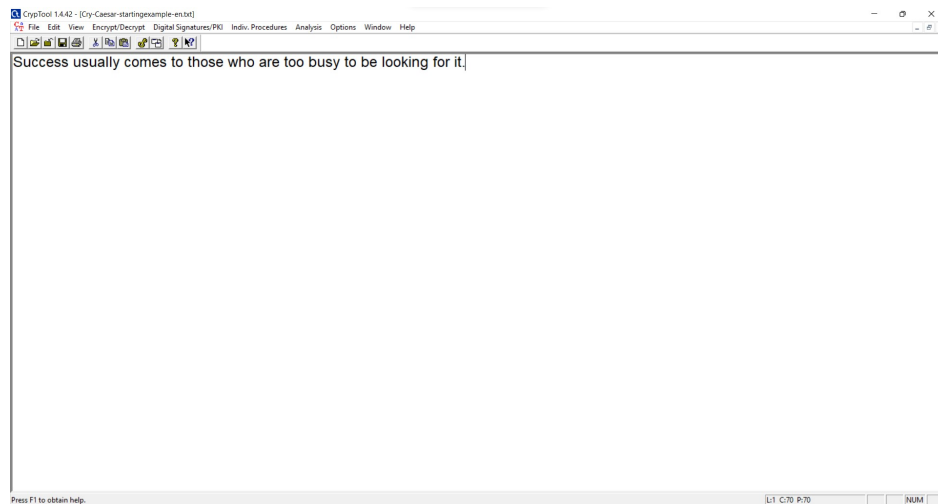 CrypTool 1.4.42 - [Cry-Caesar-startingexample-en.txt]
File Edit View Encrypt/Decrypt Digital Signatures/PKI Indiv. Procedures Analysis Options Window Help
Success usually comes to those who are too busy to be looking for it.
Press F1 to obtain help. L:1 C:70 P:70 NUM